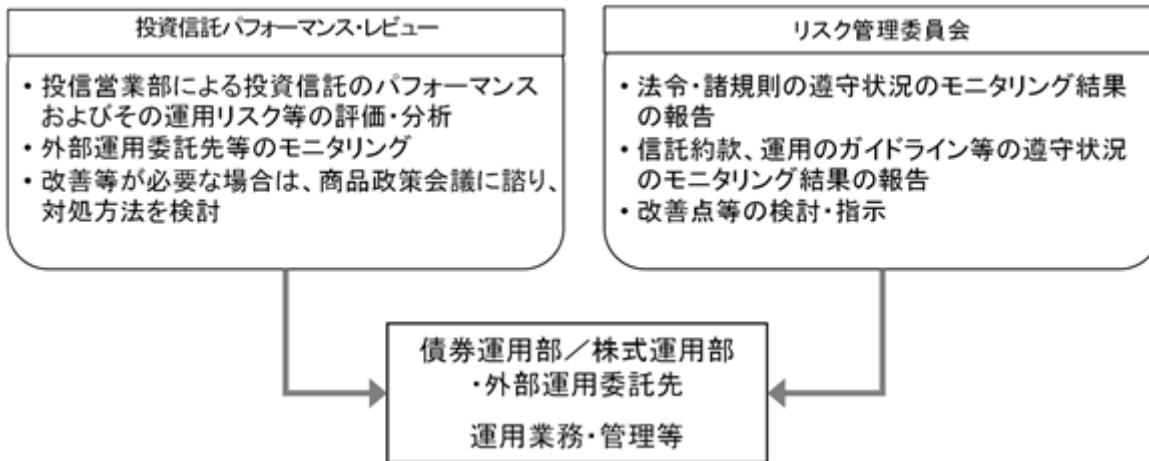 投資信託パフォーマンス・レビュー
・投信営業部による投資信託のパフォーマンス
およびその運用リスク等の評価・分析
・外部運用委託先等のモニタリング
・改善等が必要な場合は、商品政策会議に諮り、
対処方法を検討
リスク管理委員会
・法令・諸規則の遵守状況のモニタリング結果
の報告
・信託約款、運用のガイドライン等の遵守状況
のモニタリング結果の報告
・改善点等の検討・指示
債券運用部／株式運用部
・外部運用委託先
運用業務・管理等